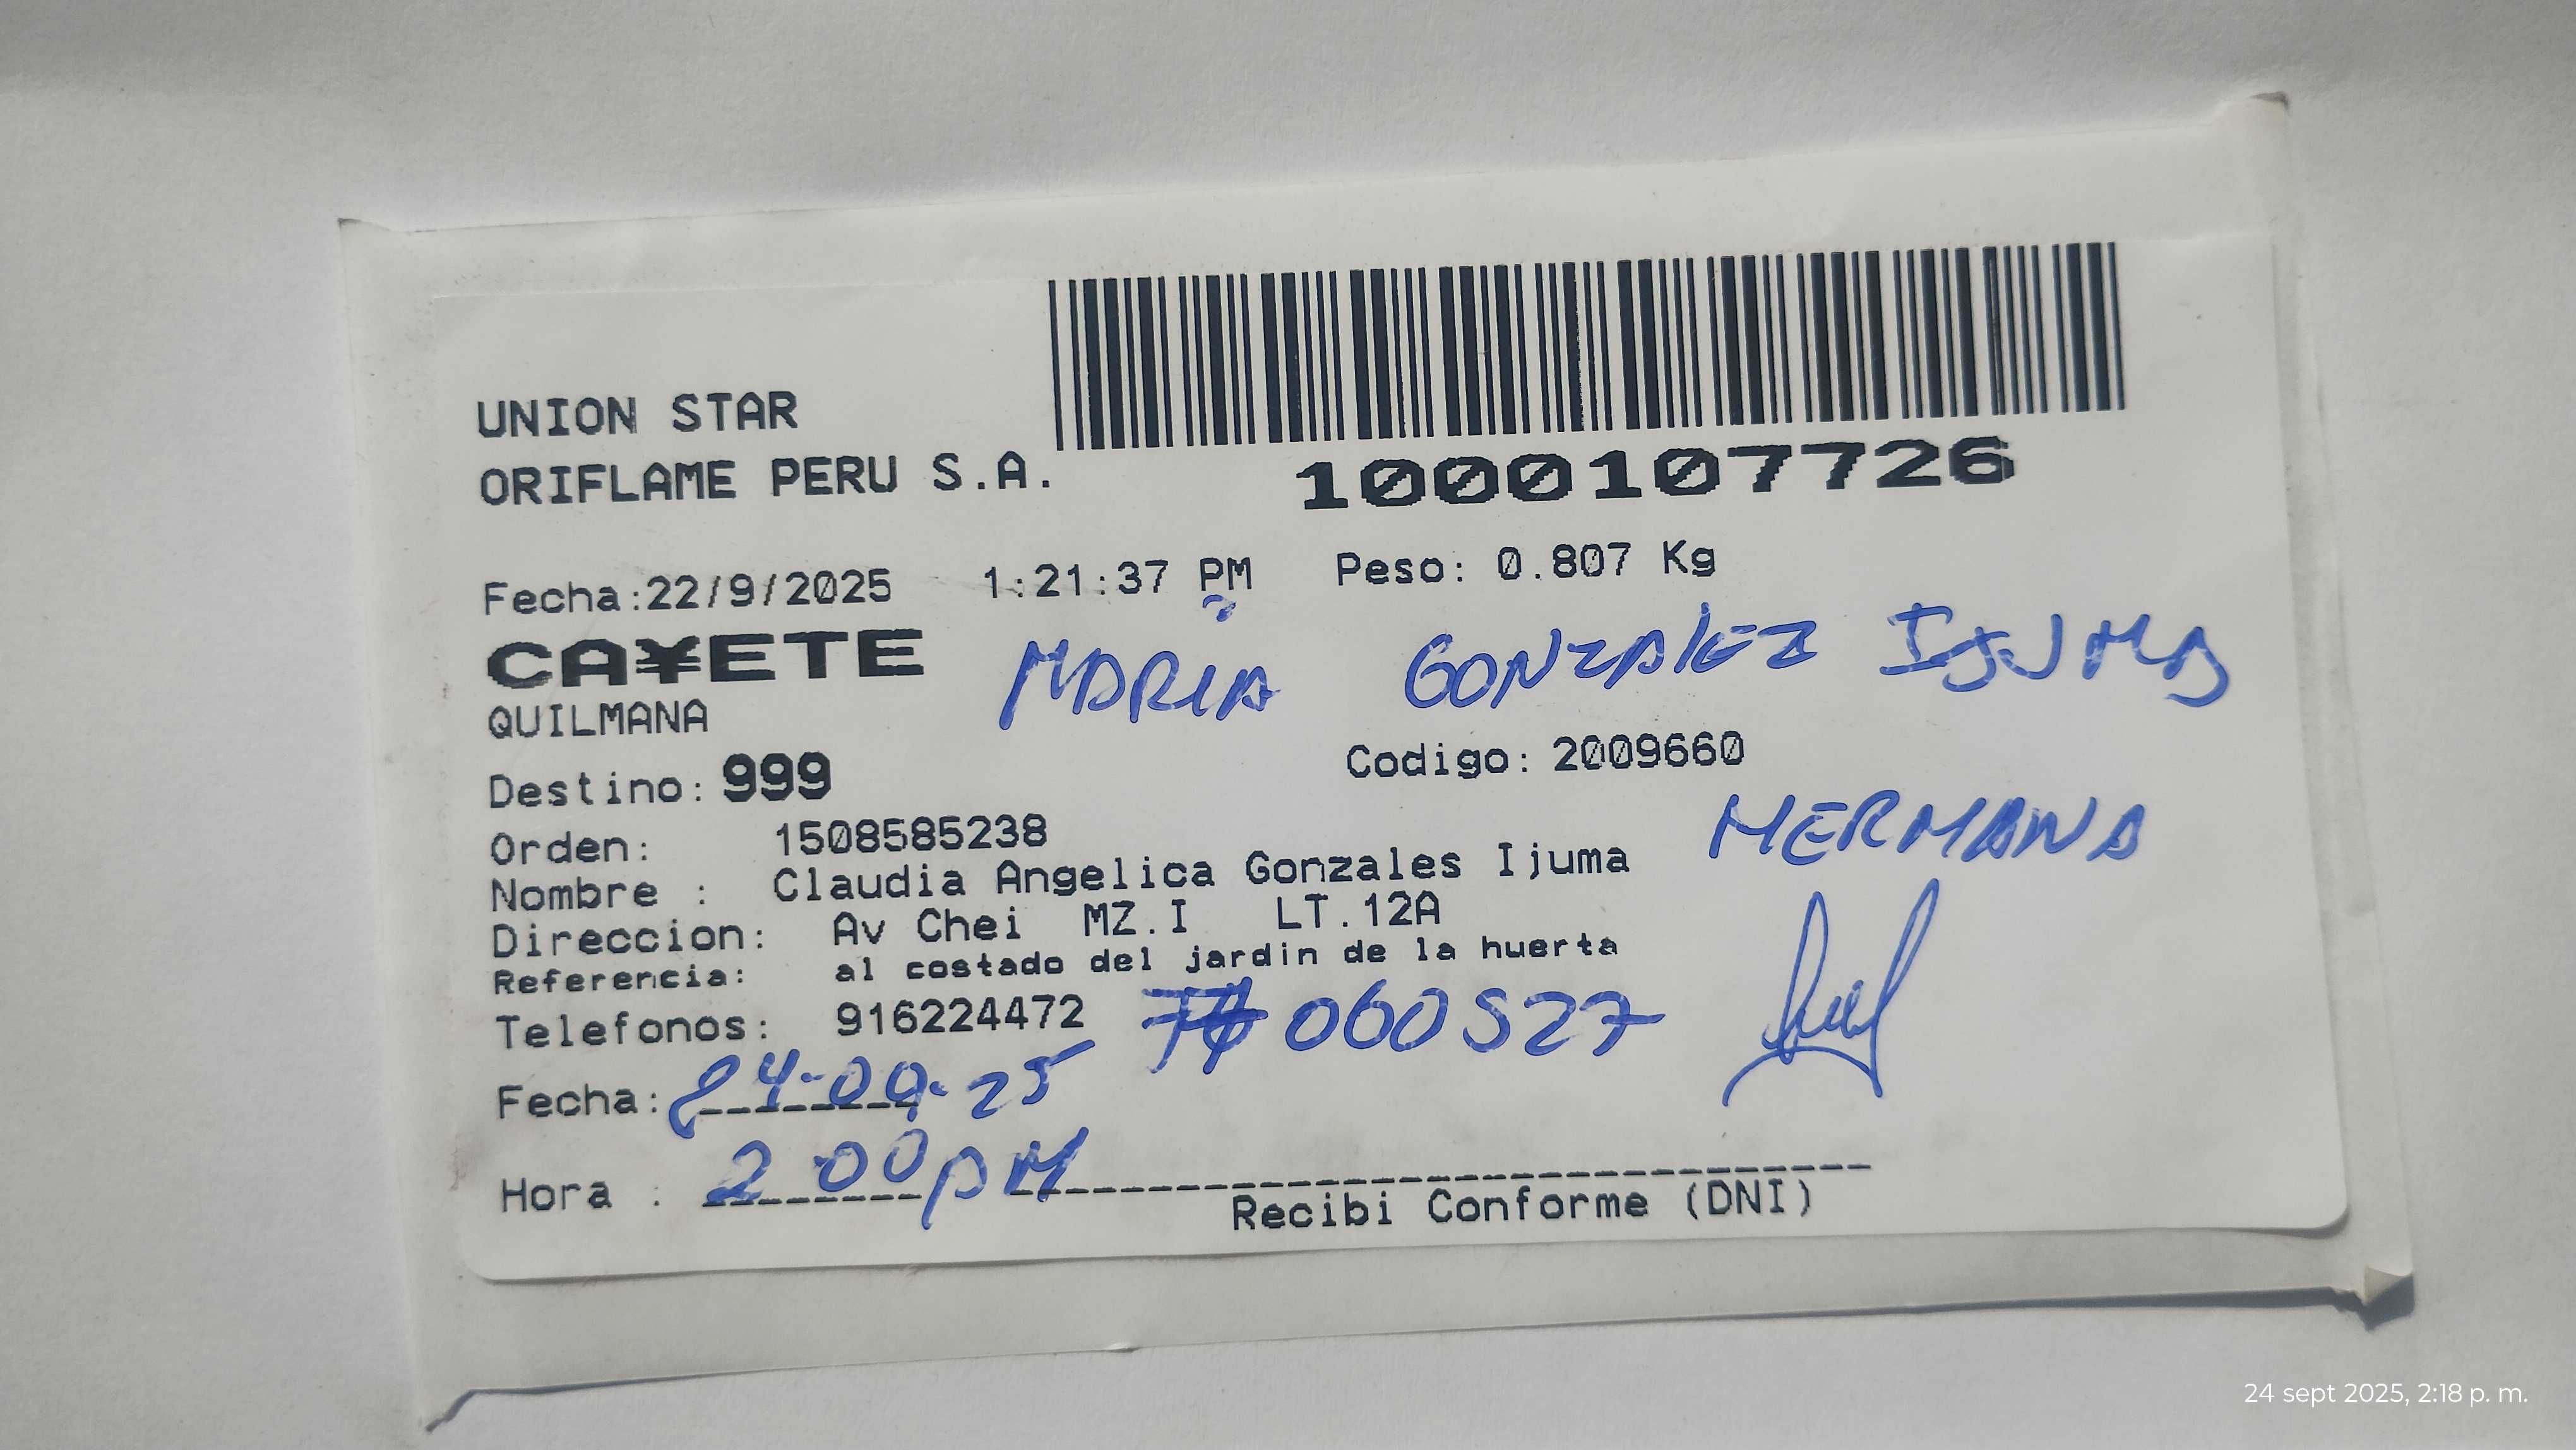 UNION STAR
ORIFLAME PERU S.A.
1000107726
Fecha:22/9/2025 1:21:37 PM Peso: 0.807 Kg
CA¥ETE
MARIA GONZALEZ IJUMA
QUILMANA
Codigo: 2009660
Destino: 999
HERMANA
Orden: 1508585238
Nombre : Claudia Angelica Gonzales Ijuma
Direccion: Av Chei MZ.I LT.12A
Referencia: al costado del jardin de la huerta
Telefonos: 916224472 060527
Fecha: 24-09-25
Hora : 2 00 PM
Recibi Conforme (DNI)
24 sept 2025, 2:18 p. m.